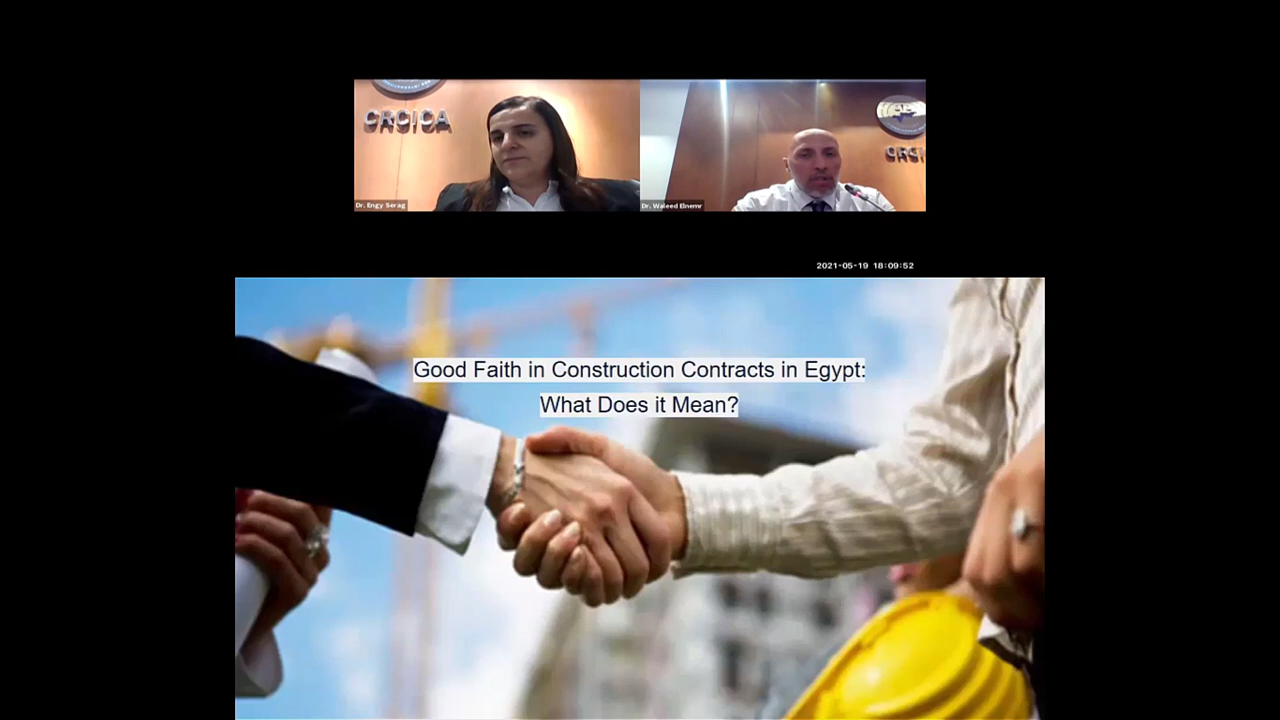 CRCICA
CRCI
Dr. Engy Serag
Dr. Waleed Elnemr
2021-05-19 18:09:52
Good Faith in Construction Contracts in Egypt:
What Does it Mean?